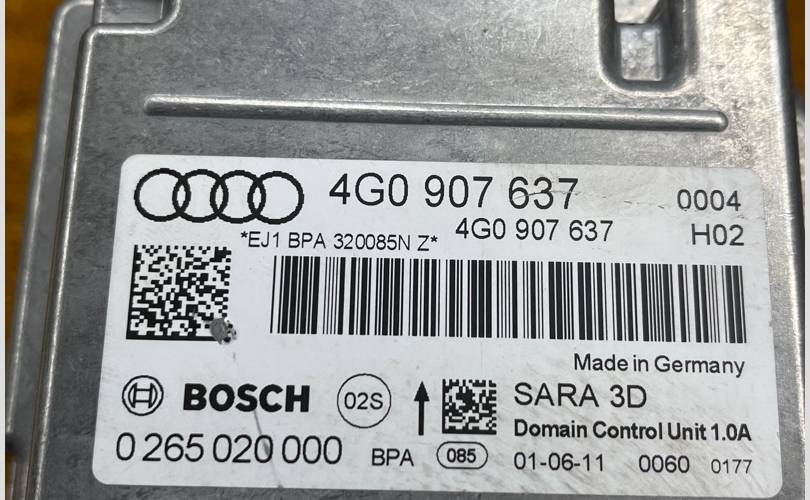 4G0 907 637 0004
4G0 907 637 H02
*EJ1 BPA 320085N Z*
Made in Germany
BOSCH 02S SARA 3D
Domain Control Unit 1.0A
0 265 020 000 BPA 085 01-06-11 0060 0177